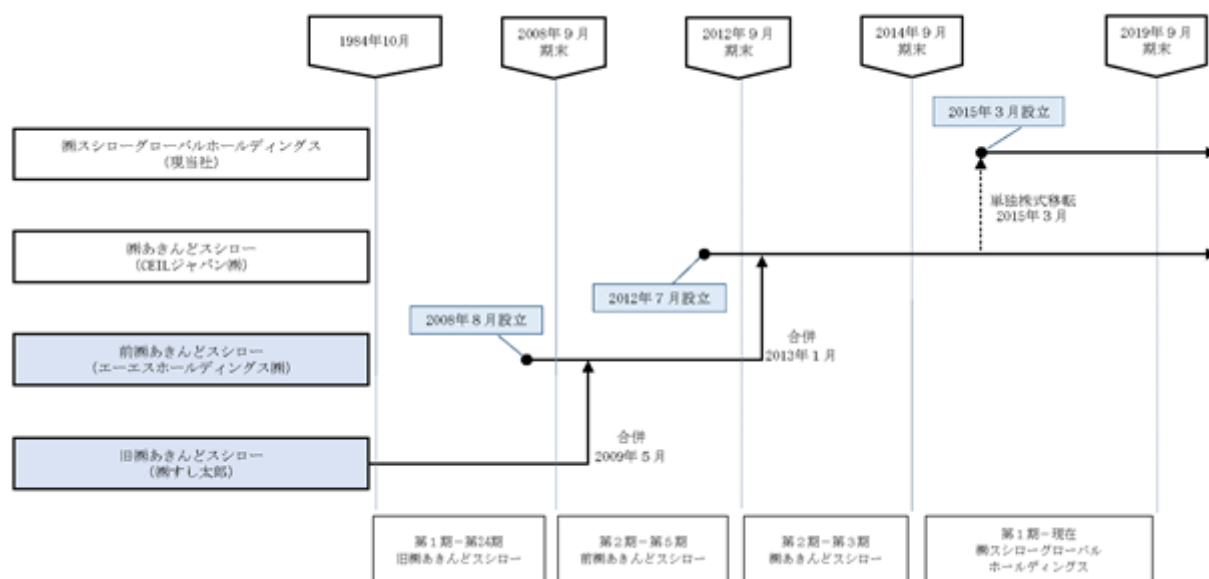 1984年10月
2008年9月
期末
2012年9月
期末
2014年9月
期末
2019年9月
期末
2015年3月設立
㈱スシローグローバルホールディングス
(現当社)
単独株式移転
2015年3月
㈱あきんどスシロー
(CEILジャパン㈱)
2012年7月設立
2008年8月設立
合併
2013年1月
前㈱あきんどスシロー
(エーエスホールディングス㈱)
合併
2009年5月
旧㈱あきんどスシロー
(㈱すし太郎)
第1期-第24期
旧㈱あきんどスシロー
第2期-第5期
前㈱あきんどスシロー
第2期-第3期
㈱あきんどスシロー
第1期-現在
㈱スシローグローバル
ホールディングス